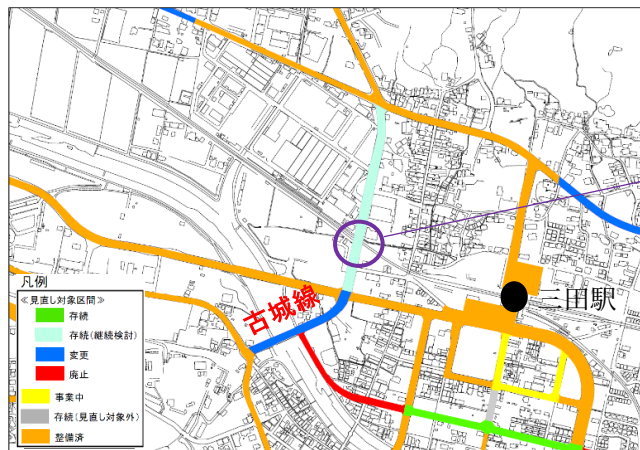 古城線
三田駅
凡例
≪見直し対象区間≫
存続
存続(継続検討)
変更
廃止
事業中
存続(見直し対象外)
整備済